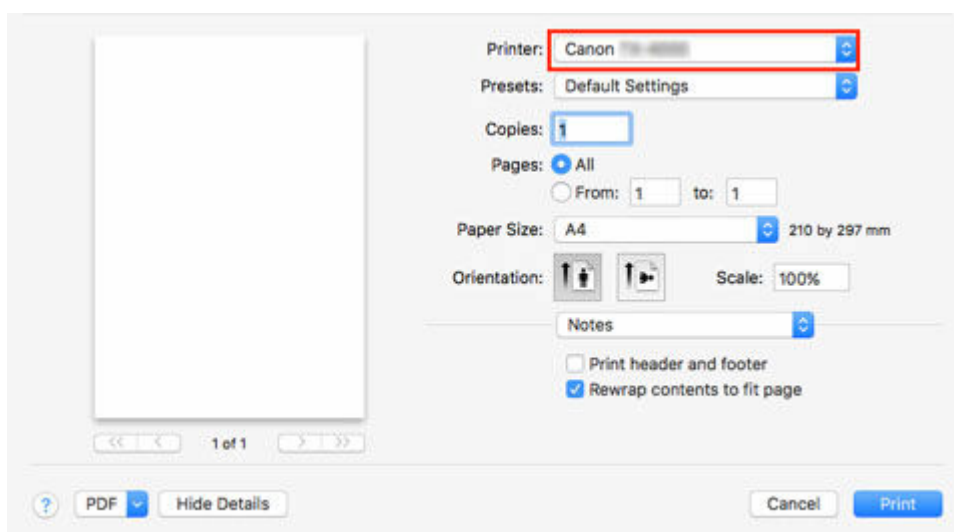 Printer: Canon
Presets: Default Settings
Copies: 1
Pages: All
From: 1 to: 1
Paper Size: A4 210 by 297 mm
Orientation: Scale: 100%
Notes
Print header and footer
Rewrap contents to fit page
<< < 1 of 1 > >>
? PDF Hide Details Cancel Print